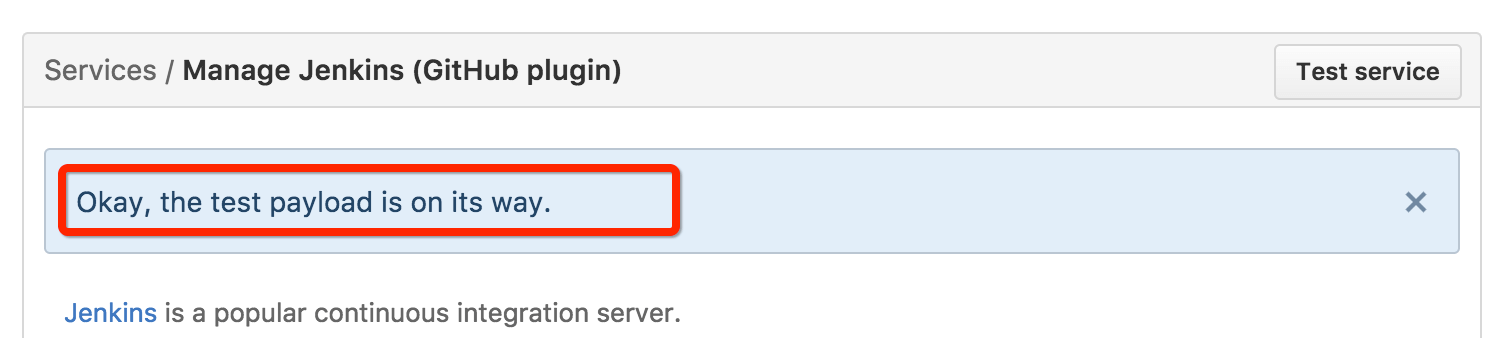 Services / Manage Jenkins (GitHub plugin)
Test service
Okay, the test payload is on its way.
Jenkins is a popular continuous integration server.